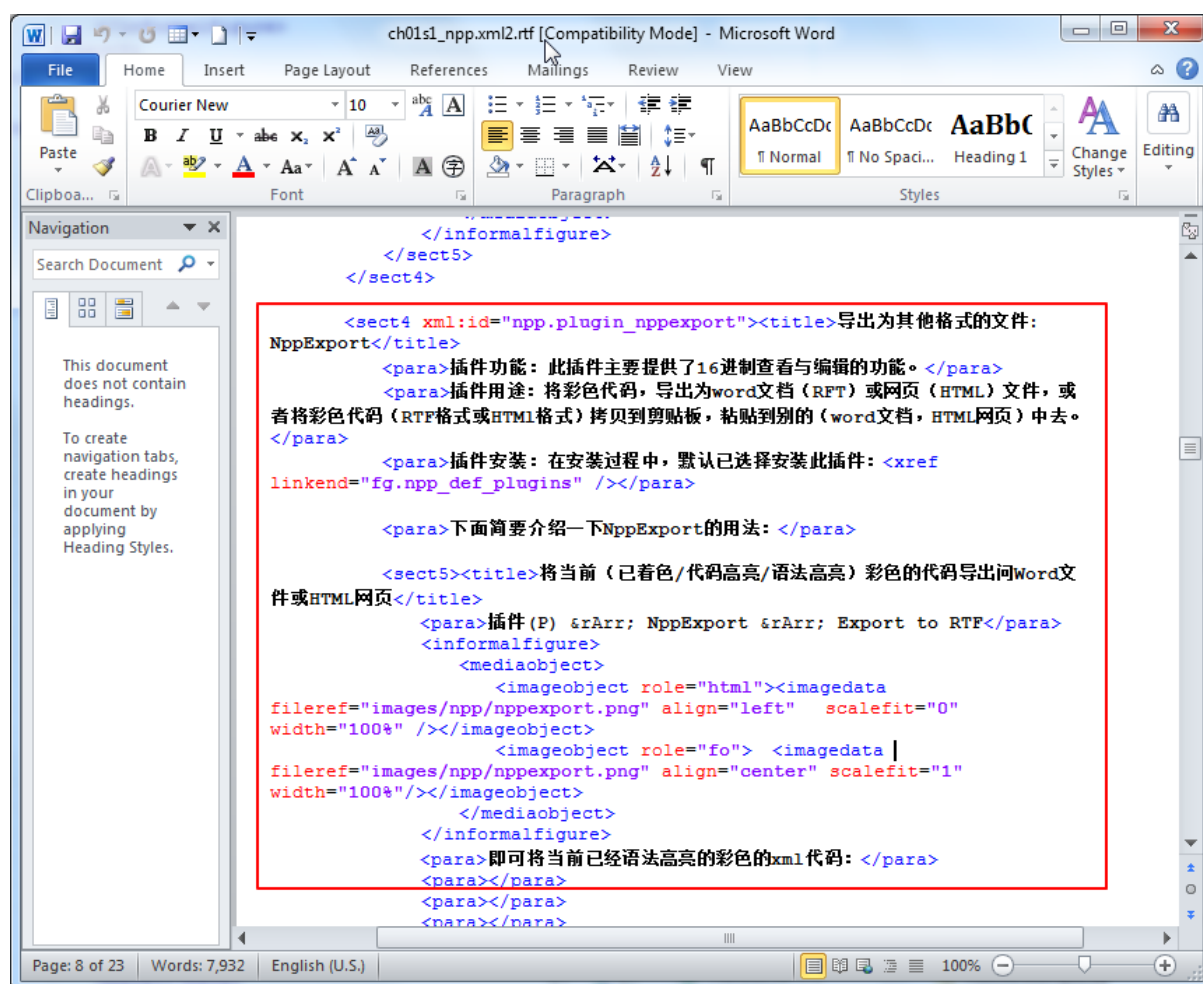 ch01s1_npp.xml2.rtf [Compatibility Mode] - Microsoft Word
File Home Insert Page Layout References Mailings Review View
Courier New 10
AaBbCcDc AaBbCcDc AaBb(
Paste
¶ Normal ¶ No Spaci... Heading 1
Change Styles
Editing
Clipboa... Font Paragraph Styles
Navigation
Search Document
This document
does not contain
headings.
To create
navigation tabs,
create headings
in your
document by
applying
Heading Styles.
</informalfigure>
</sect5>
</sect4>
<sect4 xml:id="npp.plugin_nppexport"><title>导出为其他格式的文件:
NppExport</title>
<para>插件功能：此插件主要提供了16进制查看与编辑的功能。</para>
<para>插件用途：将彩色代码，导出为word文档（RFT）或网页（HTML）文件，或
者将彩色代码（RTF格式或HTMl格式）拷贝到剪贴板，粘贴到别的（word文档，HTML网页）中去。
</para>
<para>插件安装：在安装过程中，默认已选择安装此插件：<xref
linkend="fg.npp_def_plugins" /></para>
<para>下面简要介绍一下NppExport的用法：</para>
<sect5><title>将当前（已着色/代码高亮/语法高亮）彩色的代码导出问Word文
件或HTML网页</title>
<para>插件(P) &rArr; NppExport &rArr; Export to RTF</para>
<informalfigure>
<mediaobject>
<imageobject role="html"><imagedata
fileref="images/npp/nppexport.png" align="left" scalefit="0"
width="100%" /></imageobject>
<imageobject role="fo"> <imagedata
fileref="images/npp/nppexport.png" align="center" scalefit="1"
width="100%"/></imageobject>
</mediaobject>
</informalfigure>
<para>即可将当前已经语法高亮的彩色的xml代码：</para>
<para></para>
<para></para>
<para></para>
Page: 8 of 23 Words: 7,932 English (U.S.) 100%